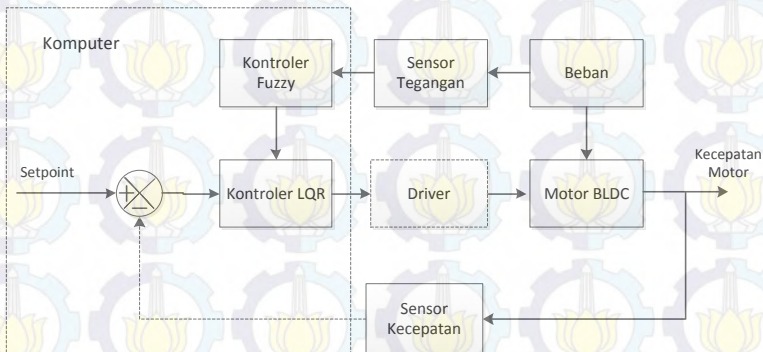 Komputer
Kontroler
Fuzzy
Sensor
Tegangan
Beban
Setpoint
Kontroler LQR
Driver
Motor BLDC
Kecepatan
Motor
Sensor
Kecepatan